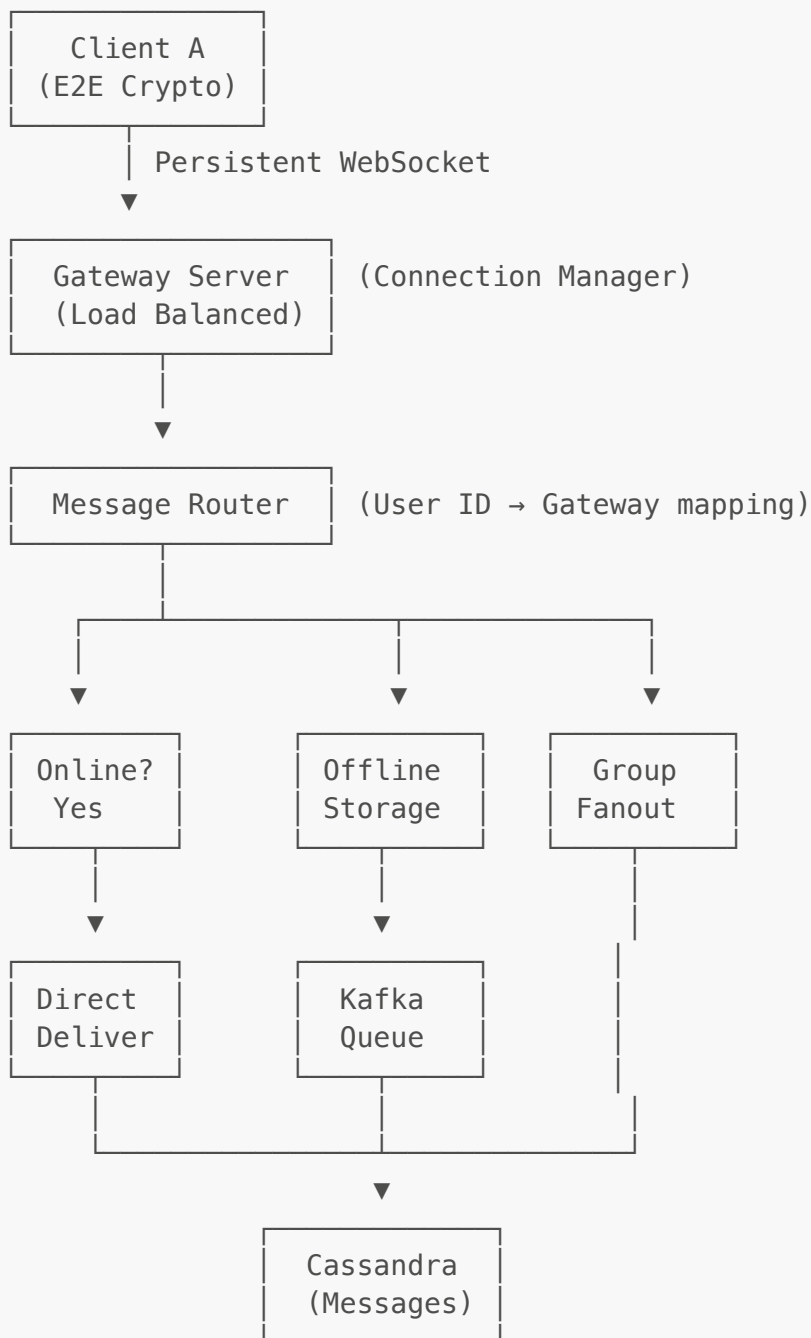 Client A
(E2E Crypto)
Persistent WebSocket
Gateway Server (Connection Manager)
(Load Balanced)
Message Router (User ID → Gateway mapping)
Online? Offline Group
Yes Storage Fanout
Direct Kafka
Deliver Queue
Cassandra
(Messages)